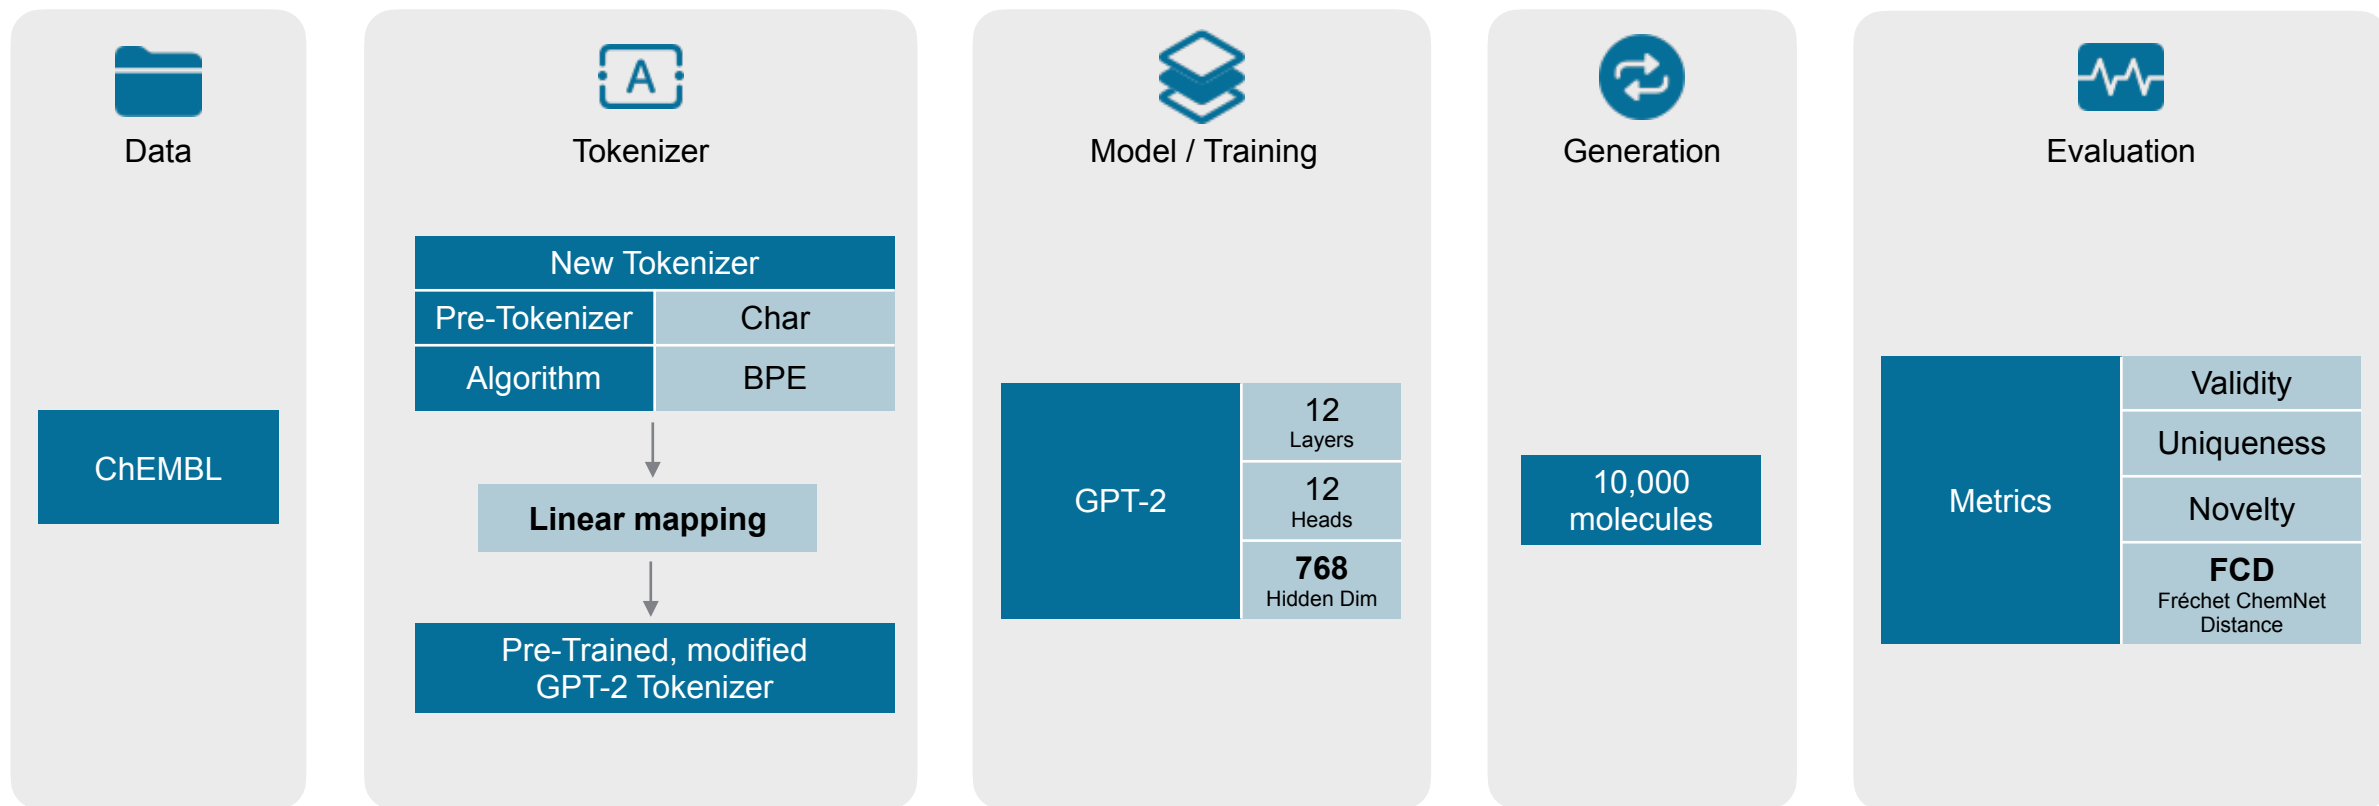 Data
ChEMBL
A
Tokenizer
New Tokenizer
Pre-Tokenizer
Char
Algorithm
BPE
Linear mapping
Pre-Trained, modified
GPT-2 Tokenizer
Model / Training
GPT-2
12
Layers
12
Heads
768
Hidden Dim
Generation
10,000
molecules
Evaluation
Metrics
Validity
Uniqueness
Novelty
FCD
Fréchet ChemNet
Distance